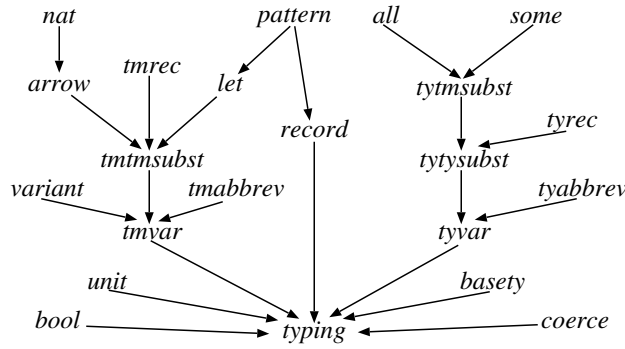 nat pattern all some
arrow tmrec let tytmsubst
record tyrec
tmtmsubst tytysubst
variant tmabbrev tyabbrev
tmvar tyvar
unit basety
bool typing coerce